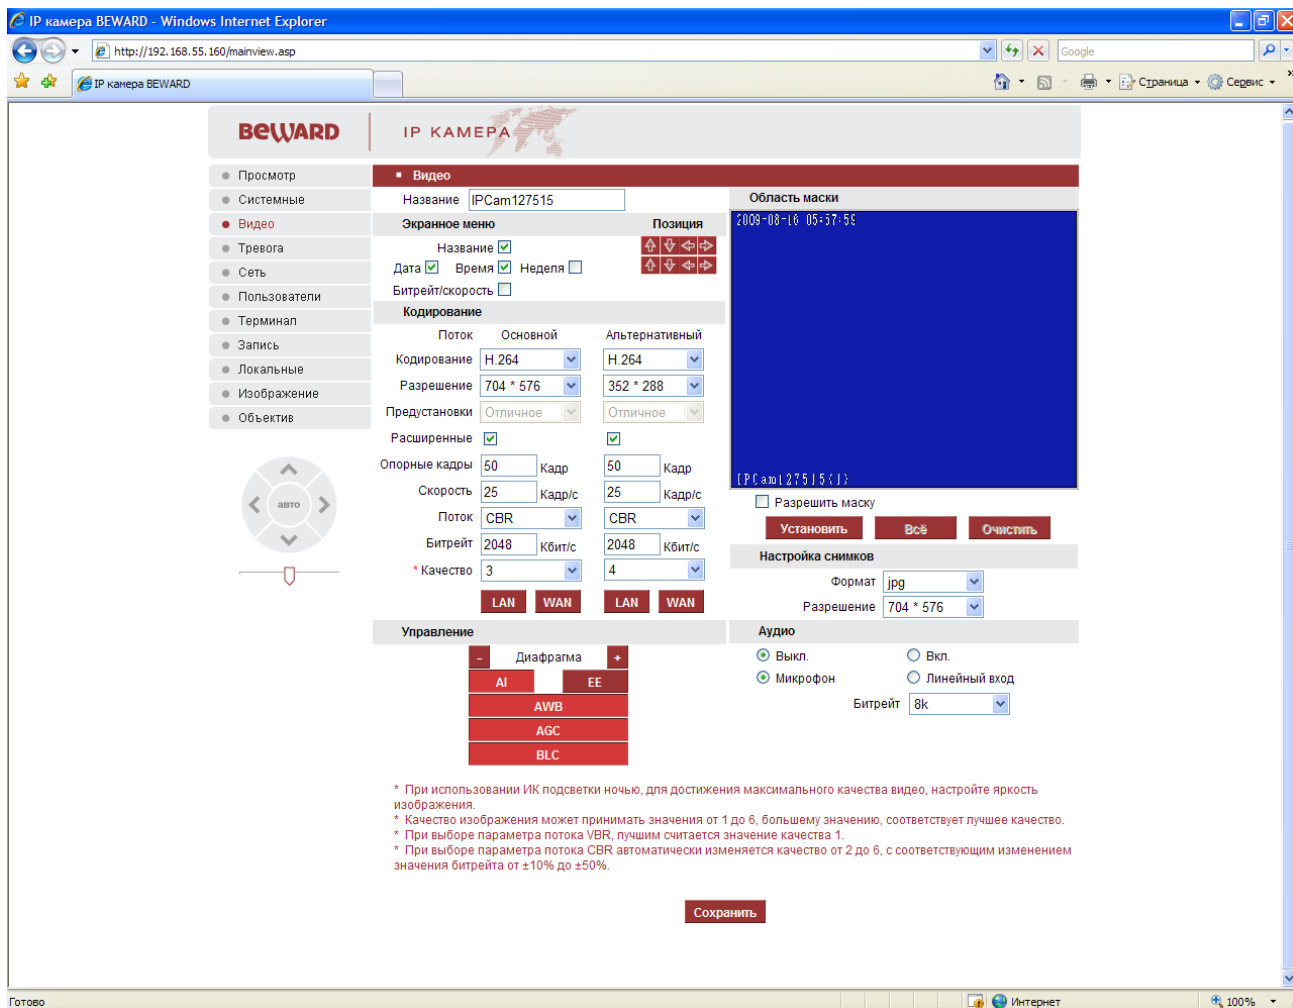 IP камера BEWARD - Windows Internet Explorer
http://192.168.55.160/mainview.asp
Google
IP камера BEWARD
Страница
Сервис
BEWARD
IP КАМЕРА
Просмотр
Системные
Видео
Тревога
Сеть
Пользователи
Терминал
Запись
Локальные
Изображение
Объектив
авто
Видео
Название IPCam127515
Экранное меню Позиция
Название
Дата Время Неделя
Битрейт/скорость
Кодирование
Поток Основной Альтернативный
Кодирование H.264 H.264
Разрешение 704 * 576 352 * 288
Предустановки Отличное Отличное
Расширенные
Опорные кадры 50 Кадр 50 Кадр
Скорость 25 Кадр/с 25 Кадр/с
Поток CBR CBR
Битрейт 2048 Кбит/с 2048 Кбит/с
* Качество 3 4
LAN WAN LAN WAN
Управление
- Диафрагма +
AI EE
AWB
AGC
BLC
Область маски
2009-08-16 05:57:56
IPCam127515(1)
Разрешить маску
Установить Всё Очистить
Настройка снимков
Формат jpg
Разрешение 704 * 576
Аудио
Выкл. Вкл.
Микрофон Линейный вход
Битрейт 8k
* При использовании ИК подсветки ночью, для достижения максимального качества видео, настройте яркость
изображения.
* Качество изображения может принимать значения от 1 до 6, большему значению, соответствует лучшее качество.
* При выборе параметра потока VBR, лучшим считается значение качества 1.
* При выборе параметра потока CBR автоматически изменяется качество от 2 до 6, с соответствующим изменением
значения битрейта от ±10% до ±50%.
Сохранить
Готово
Интернет
100%